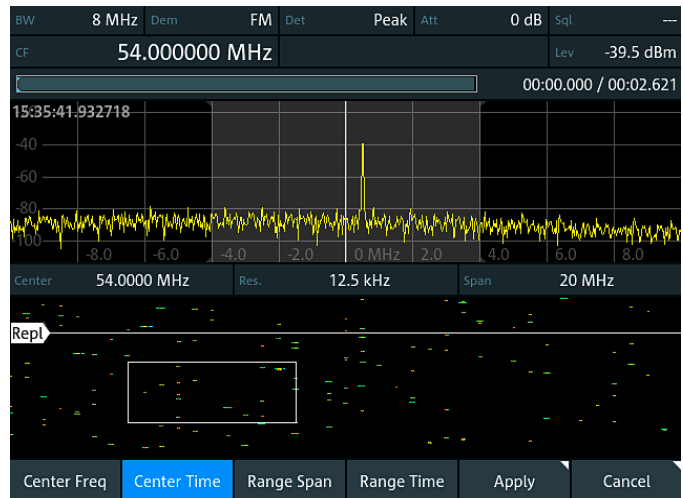 BW 8 MHz Dem FM Det Peak Att 0 dB Sql ---
CF 54.000000 MHz Lev -39.5 dBm
00:00.000 / 00:02.621
15:35:41.932718
-40
-60
-80
-100
-8.0 -6.0 -4.0 -2.0 0 MHz 2.0 4.0 6.0 8.0
Center 54.0000 MHz Res. 12.5 kHz Span 20 MHz
Repl
Center Freq Center Time Range Span Range Time Apply Cancel